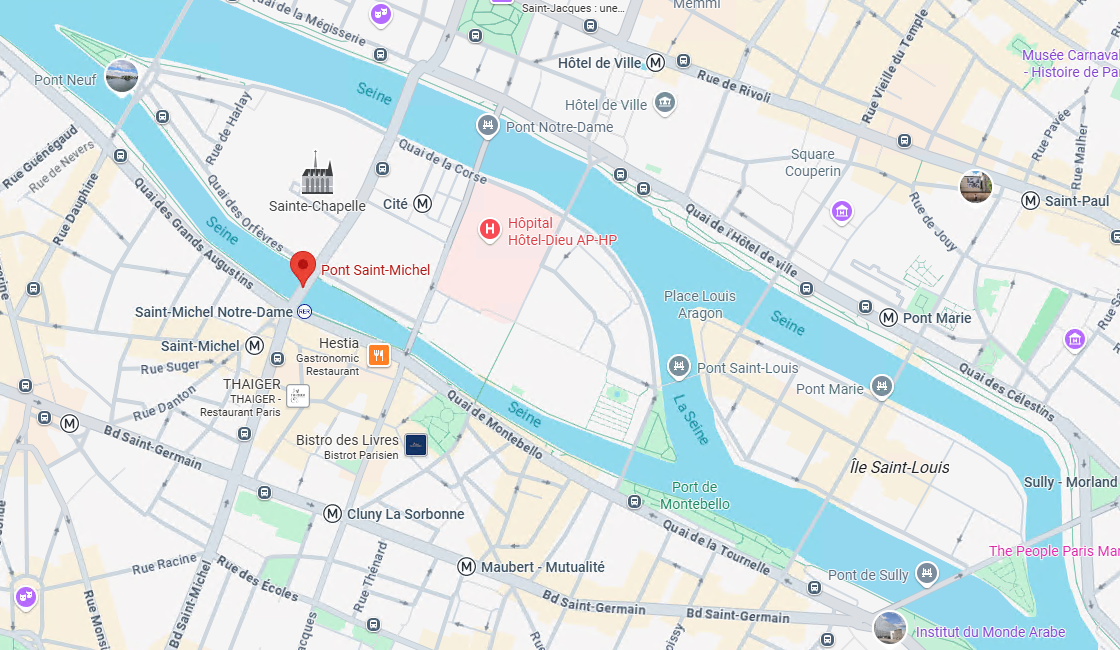 Quai de la Mégisserie
Saint-Jacques : une...
Memmi
Hôtel de Ville
M
Rue de Rivoli
Rue Vieille du Temple
Musée Carnaval
- Histoire de Pa
Pont Neuf
Seine
Hôtel de Ville
Pont Notre-Dame
Rue de Harlay
Rue Guénégaud
Rue de Nevers
Quai de la Corse
Square
Couperin
Rue Pavée
Rue Malher
Rue Dauphine
Sainte-Chapelle
Cité
M
M
Saint-Paul
Quai des Grands Augustins
Seine
Quai des Orfèvres
H
Hôpital
Hôtel-Dieu AP-HP
Quai de l'Hôtel de ville
Rue de Jouy
Pont Saint-Michel
Saint-Michel Notre-Dame
RER
Place Louis
Aragon
Seine
M
Pont Marie
Saint-Michel
M
Hestia
Gastronomic
Restaurant
Rue Suger
Pont Saint-Louis
Pont Marie
Quai des Célestins
THAIGER
THAIGER -
Restaurant Paris
Rue Danton
La Seine
Seine
Quai de Montebello
M
Bd Saint-Germain
Bistro des Livres
Bistrot Parisien
Île Saint-Louis
Sully - Morland
Port de
Montebello
M
Cluny La Sorbonne
Quai de la Tournelle
The People Paris Mar
M
Maubert - Mutualité
Pont de Sully
Rue Racine
Rue des Écoles
Rue Thénard
Bd Saint-Michel
Bd Saint-Germain
Bd Saint-Germain
Rue Monsi
Jacques
Rue
oissy
Institut du Monde Arabe